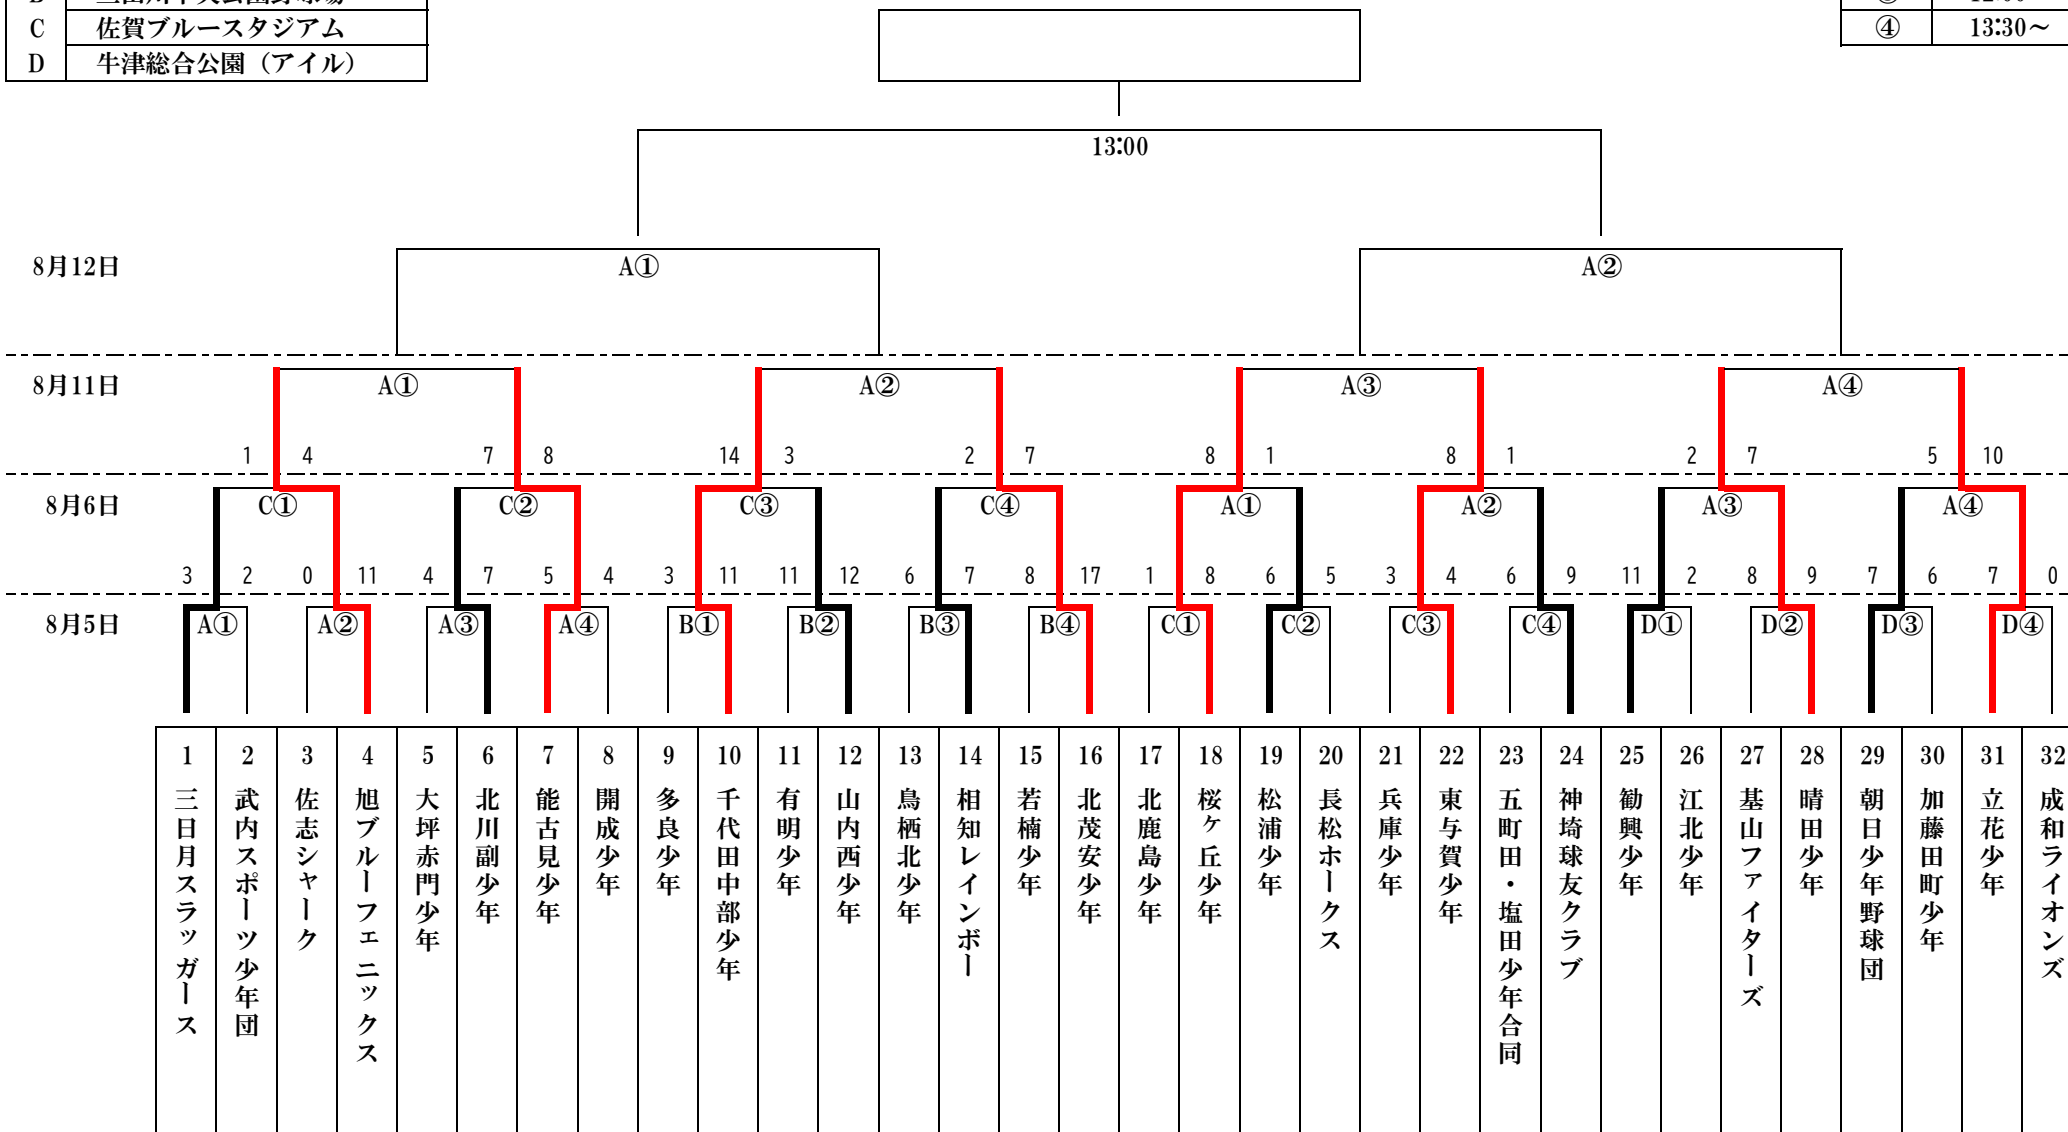 C 佐賀ブルースタジアム
④ 13:30～
D 牛津総合公園（アイル）
13:00
8月12日
A① A②
8月11日
A① A② A③ A④
1 4 7 8 14 3 2 7 8 1 8 1 2 7 5 10
8月6日
C① C② C③ C④ A① A② A③ A④
3 2 0 11 4 7 5 4 3 11 11 12 6 7 8 17 1 8 6 5 3 4 6 9 11 2 8 9 7 6 7 0
8月5日
A① A② A③ A④ B① B② B③ B④ C① C② C③ C④ D① D② D③ D④
1 三日月スラッガース
2 武内スポーツ少年団
3 佐志シャーク
4 旭ブルーフェニックス
5 大坪赤門少年
6 北川副少年
7 能古見少年
8 開成少年
9 多良少年
10 千代田中部少年
11 有明少年
12 山内西少年
13 鳥栖北少年
14 相知レインボー
15 若楠少年
16 北茂安少年
17 北鹿島少年
18 桜ケ丘少年
19 松浦少年
20 長松ホークス
21 兵庫少年
22 東与賀少年
23 五町田・塩田少年合同
24 神埼球友クラブ
25 勧興少年
26 江北少年
27 基山ファイターズ
28 晴田少年
29 朝日少年野球団
30 加藤田町少年
31 立花少年
32 成和ライオンズ